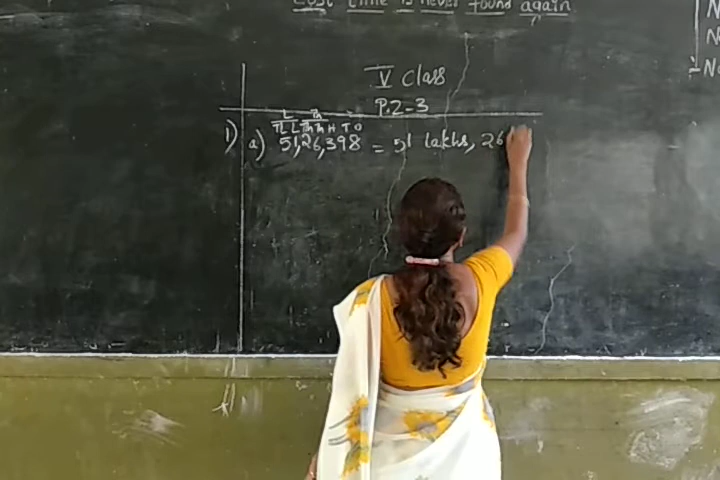 Lost time is never found again
V Class
P.2-3
L Th
TL L TTh Th H T O
1) a) 51,26,398 = 51 lakhs, 26